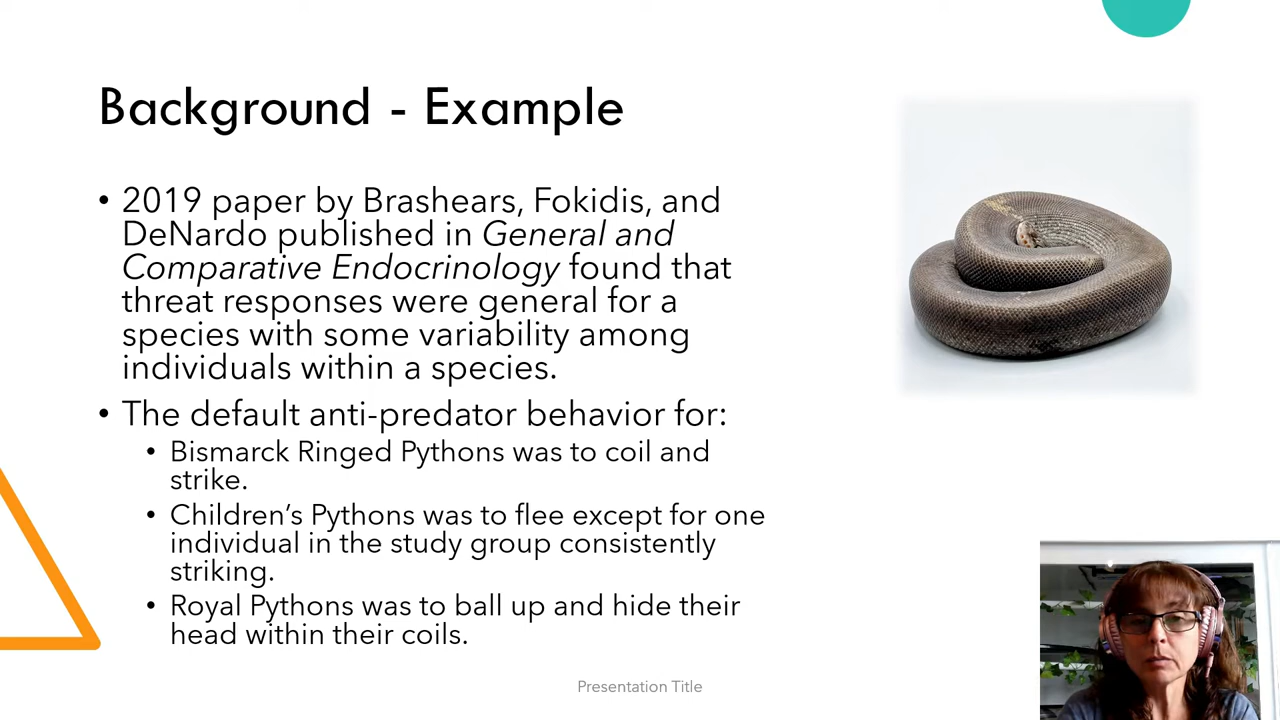 Background - Example
• 2019 paper by Brashears, Fokidis, and
DeNardo published in General and
Comparative Endocrinology found that
threat responses were general for a
species with some variability among
individuals within a species.
• The default anti-predator behavior for:
• Bismarck Ringed Pythons was to coil and
strike.
• Children’s Pythons was to flee except for one
individual in the study group consistently
striking.
• Royal Pythons was to ball up and hide their
head within their coils.
Presentation Title